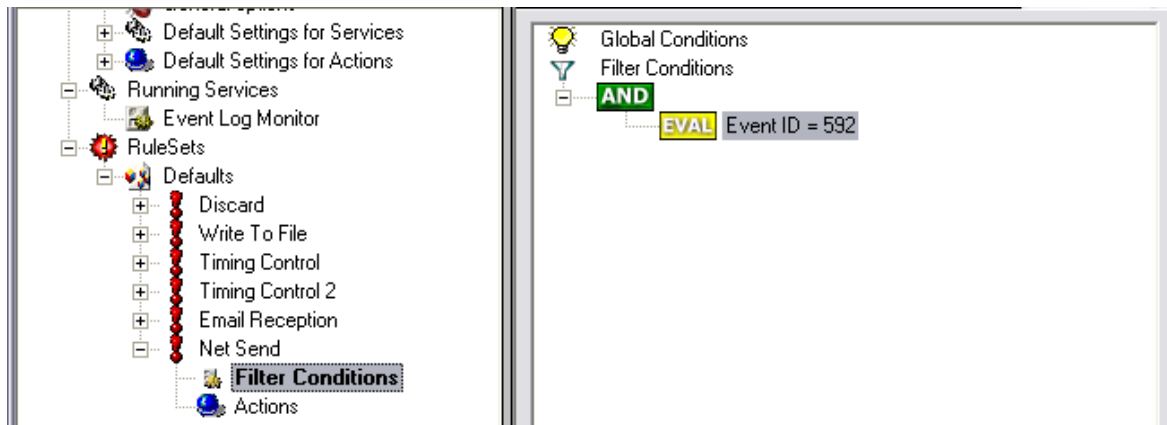 General options
Default Settings for Services
Default Settings for Actions
Running Services
Event Log Monitor
RuleSets
Defaults
Discard
Write To File
Timing Control
Timing Control 2
Email Reception
Net Send
Filter Conditions
Actions
Global Conditions
Filter Conditions
AND
EVAL Event ID = 592